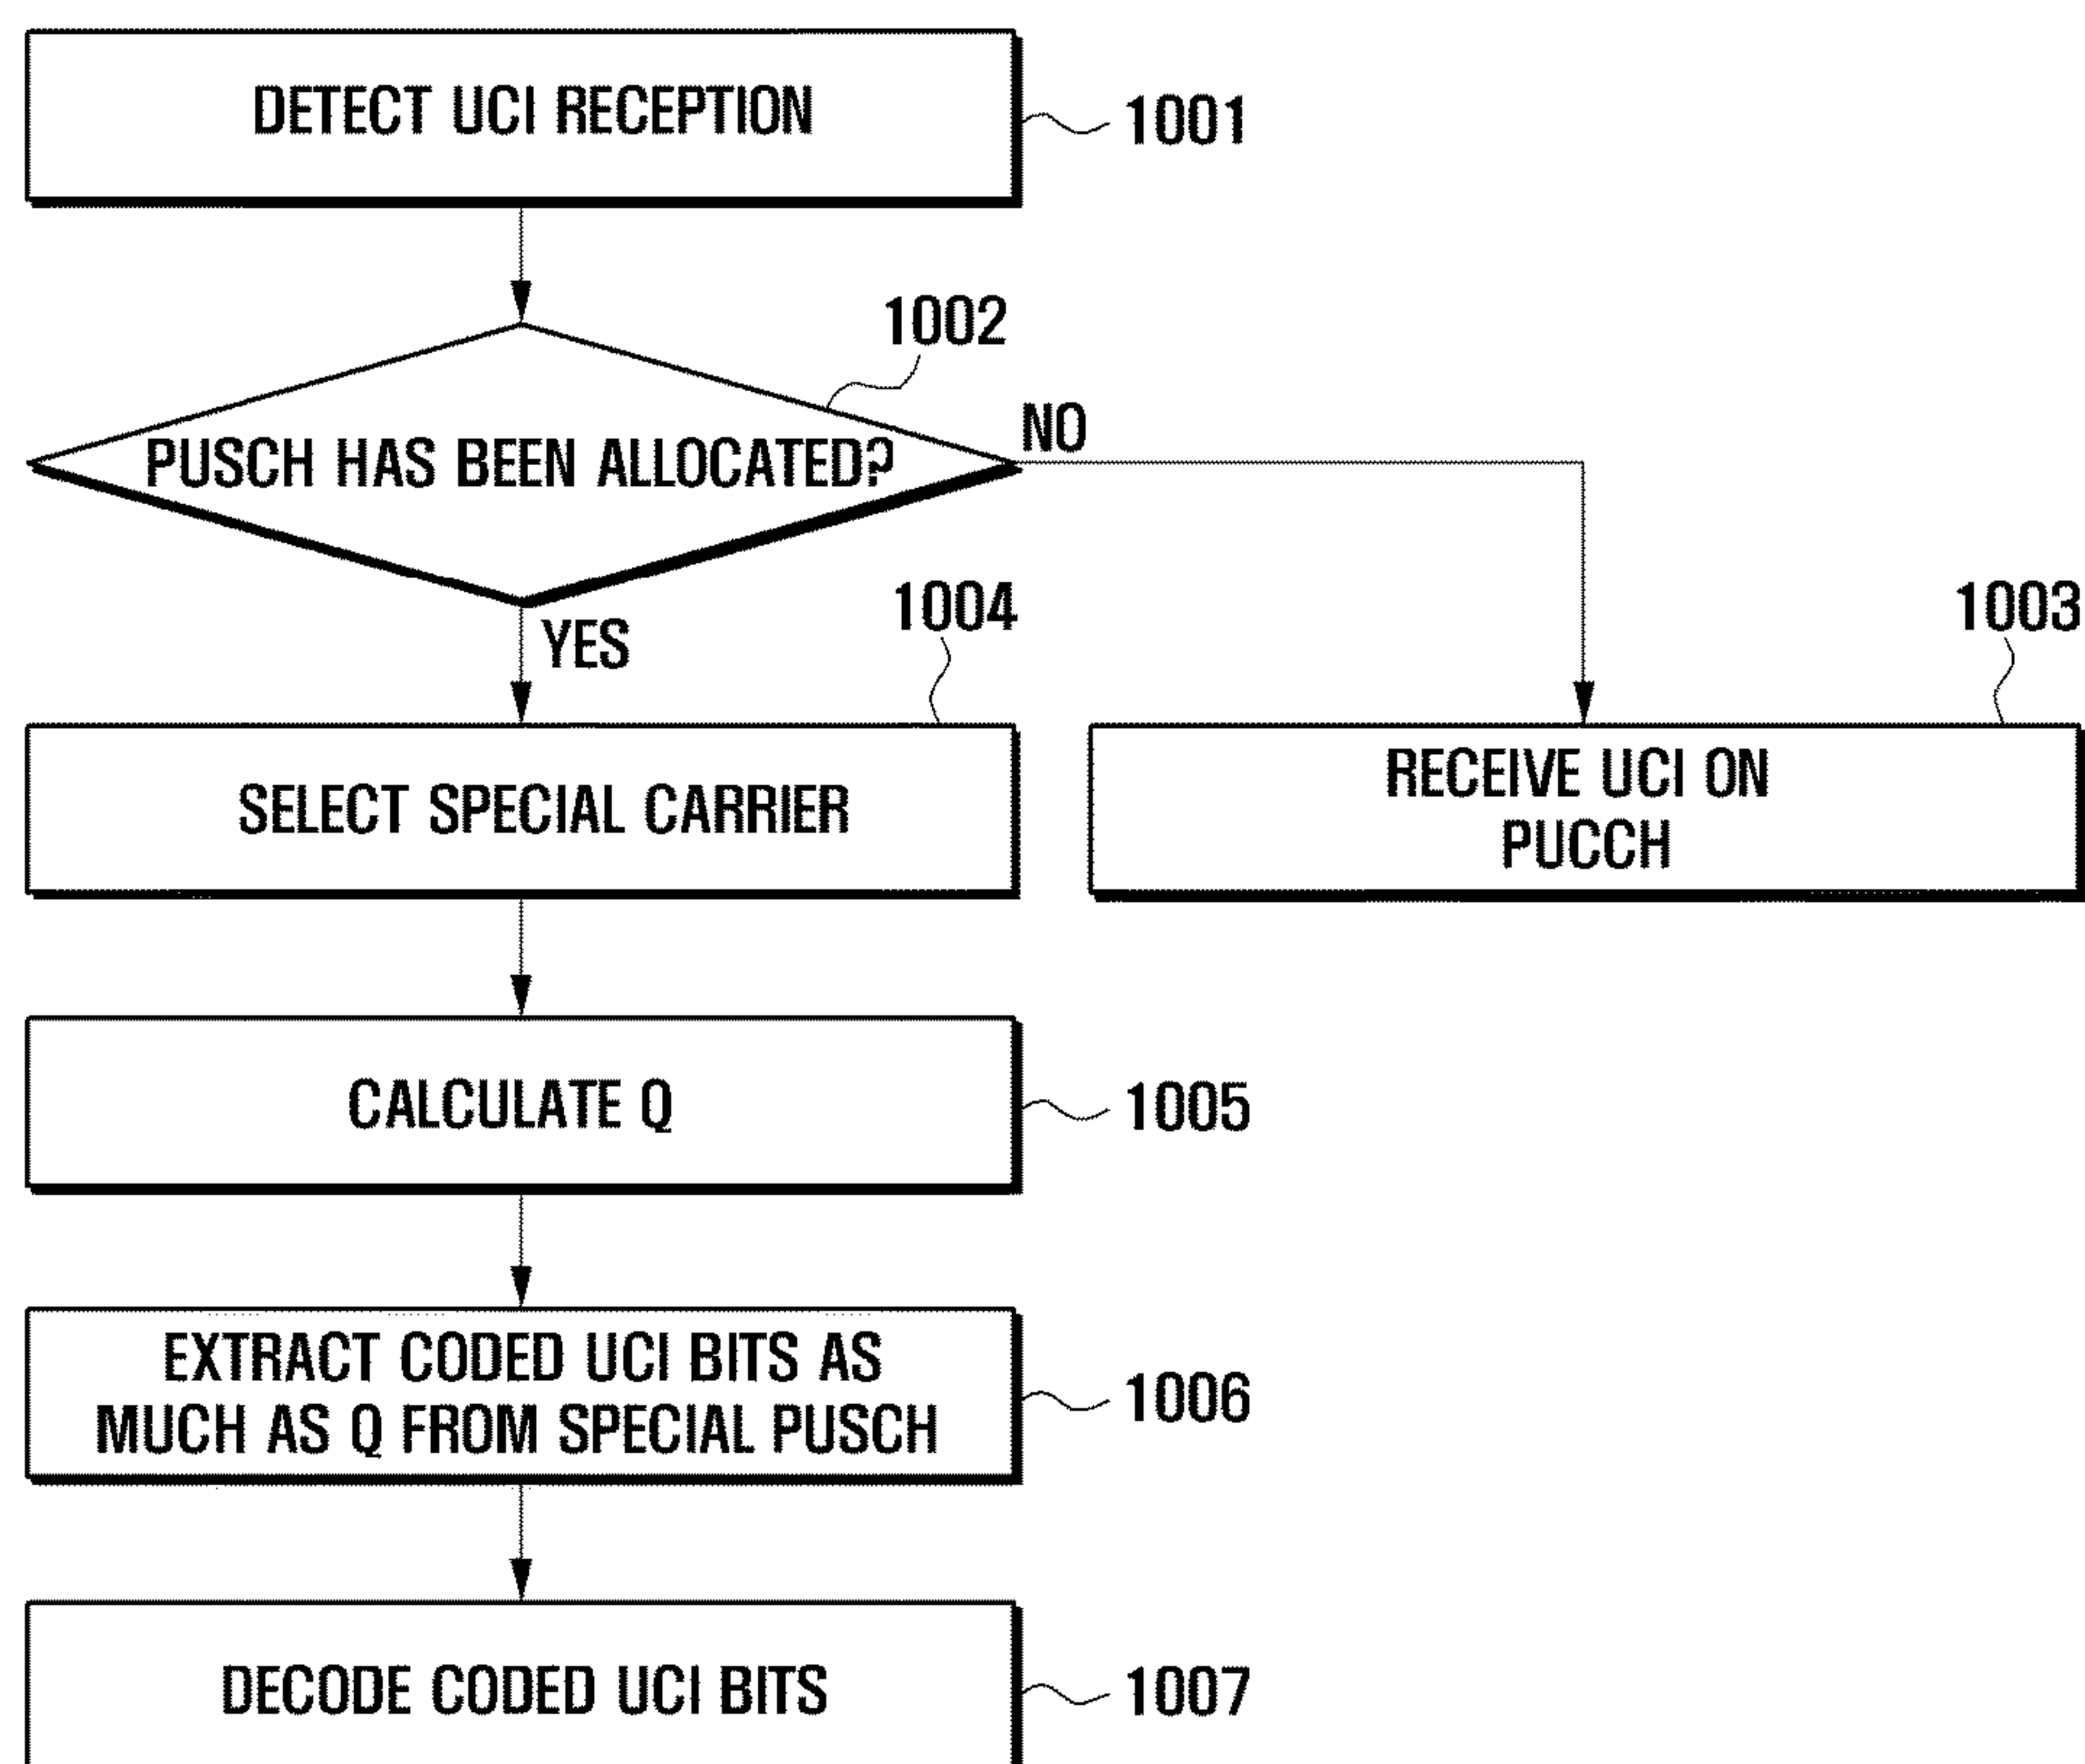 DETECT UCI RECEPTION
1001
1002
PUSCH HAS BEEN ALLOCATED?
NO
YES
1004
1003
SELECT SPECIAL CARRIER
RECEIVE UCI ON
PUCCH
CALCULATE Q
1005
EXTRACT CODED UCI BITS AS
MUCH AS Q FROM SPECIAL PUSCH
1006
DECODE CODED UCI BITS
1007